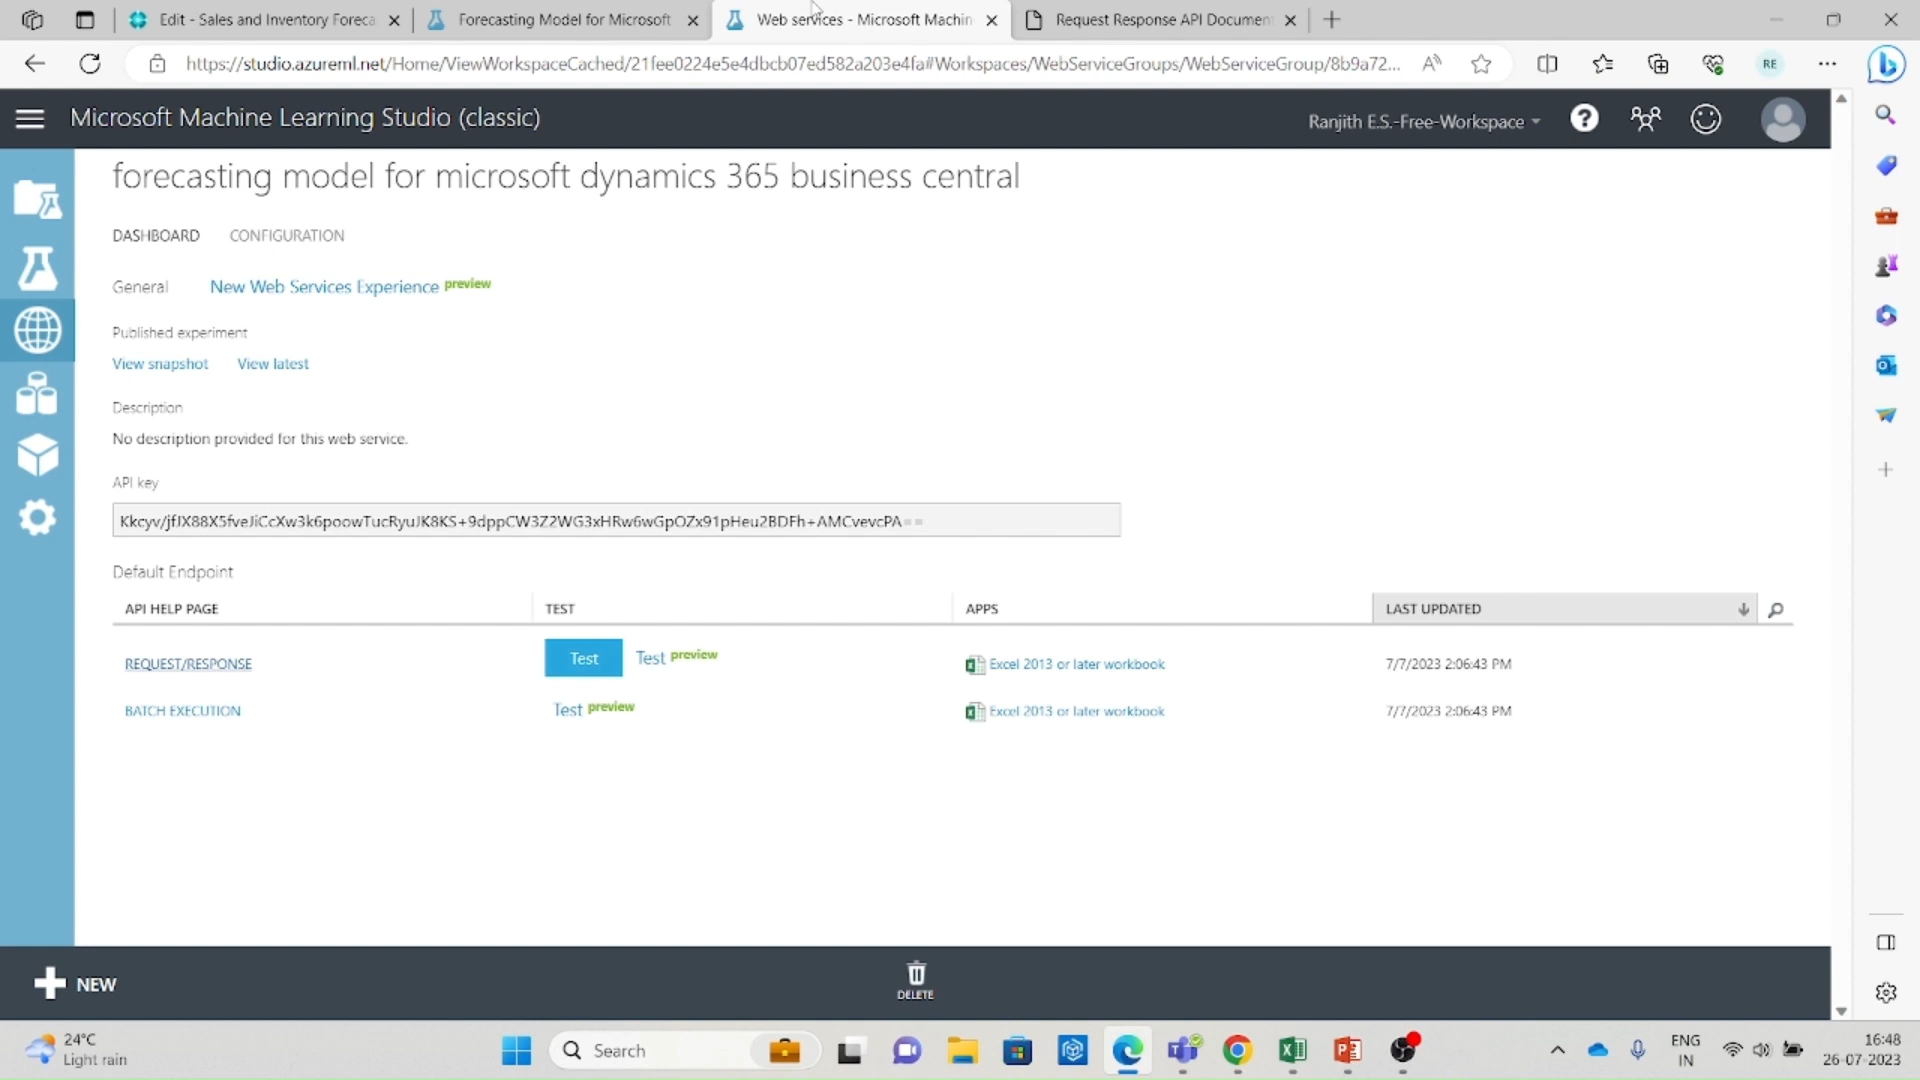 Edit - Sales and Inventory Foreca
Forecasting Model for Microsoft
Web services - Microsoft Machin
Request Response API Documen
https://studio.azureml.net/Home/ViewWorkspaceCached/21fee0224e5e4dbcb07ed582a203e4fa#Workspaces/WebServiceGroups/WebServiceGroup/8b9a72...
RE
Microsoft Machine Learning Studio (classic)
Ranjith E.S.-Free-Workspace
forecasting model for microsoft dynamics 365 business central
DASHBOARD CONFIGURATION
General New Web Services Experience preview
Published experiment
View snapshot View latest
Description
No description provided for this web service.
API key
Kkcyv/jfJX88X5fveJiCcXw3k6poowTucRyuJK8KS+9dppCW3Z2WG3xHRw6wGpOZx91pHeu2BDFh+AMCvevcPA==
Default Endpoint
API HELP PAGE TEST APPS LAST UPDATED
REQUEST/RESPONSE Test Test preview Excel 2013 or later workbook 7/7/2023 2:06:43 PM
BATCH EXECUTION Test preview Excel 2013 or later workbook 7/7/2023 2:06:43 PM
NEW
DELETE
24°C
Light rain
Search
ENG
IN
16:48
26-07-2023